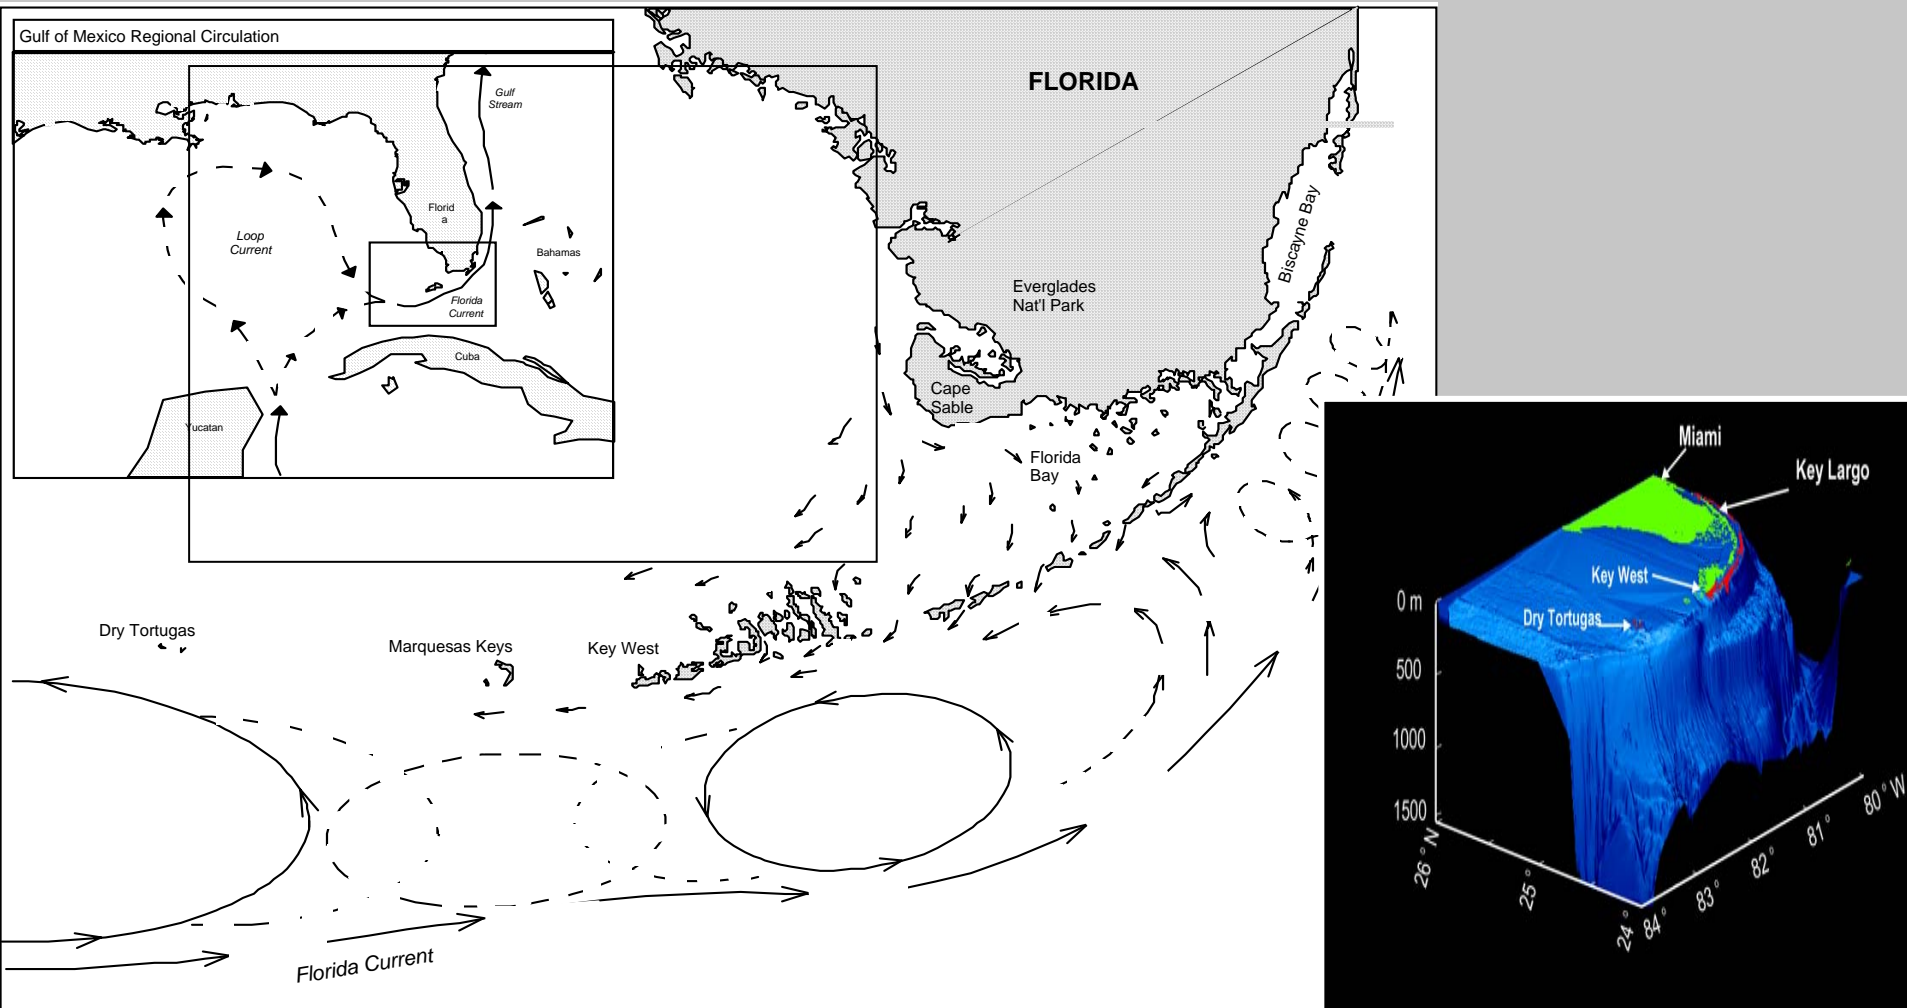 Gulf of Mexico Regional Circulation
Gulf
Stream
Florid
a
Loop
Current
Bahamas
Florida
Current
Cuba
Yucatan
FLORIDA
Biscayne Bay
Everglades
Nat'l Park
Cape
Sable
Florida
Bay
Dry Tortugas
Marquesas Keys
Key West
Florida Current
Miami
Key Largo
Key West
Dry Tortugas
0 m
500
1000
1500
26° N
25°
24°
84°
83°
82°
81°
80° W